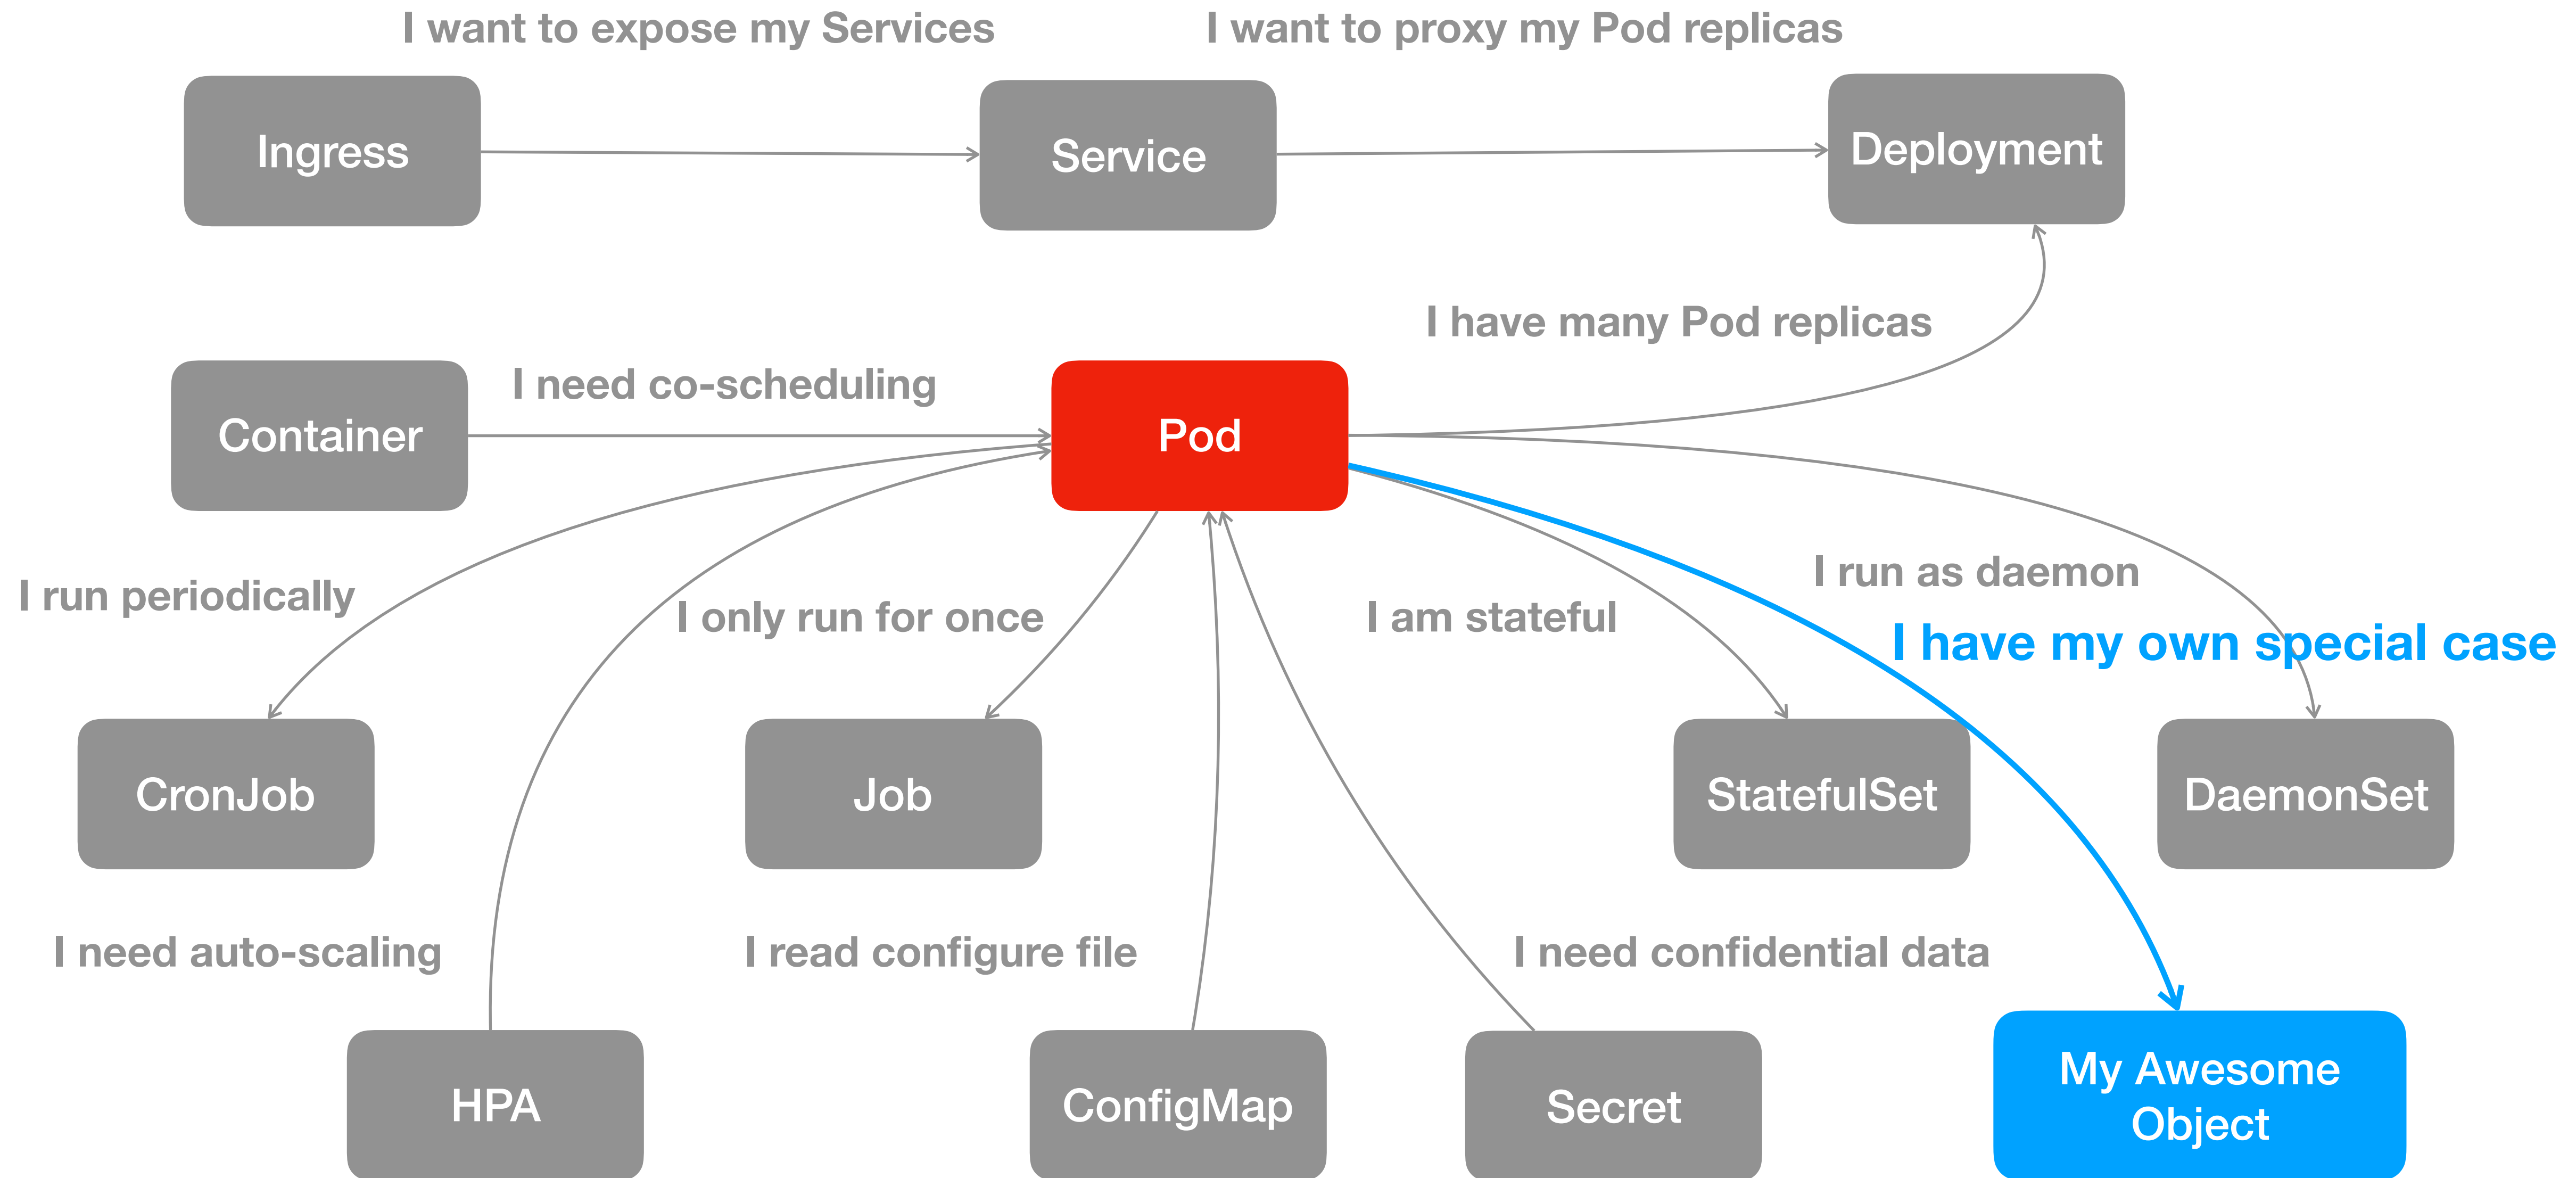 I want to expose my Services
I want to proxy my Pod replicas
Ingress
Service
Deployment
I have many Pod replicas
I need co-scheduling
Container
Pod
I run periodically
I only run for once
I am stateful
I run as daemon
I have my own special case
CronJob
Job
StatefulSet
DaemonSet
I need auto-scaling
I read configure file
I need confidential data
HPA
ConfigMap
Secret
My Awesome
Object